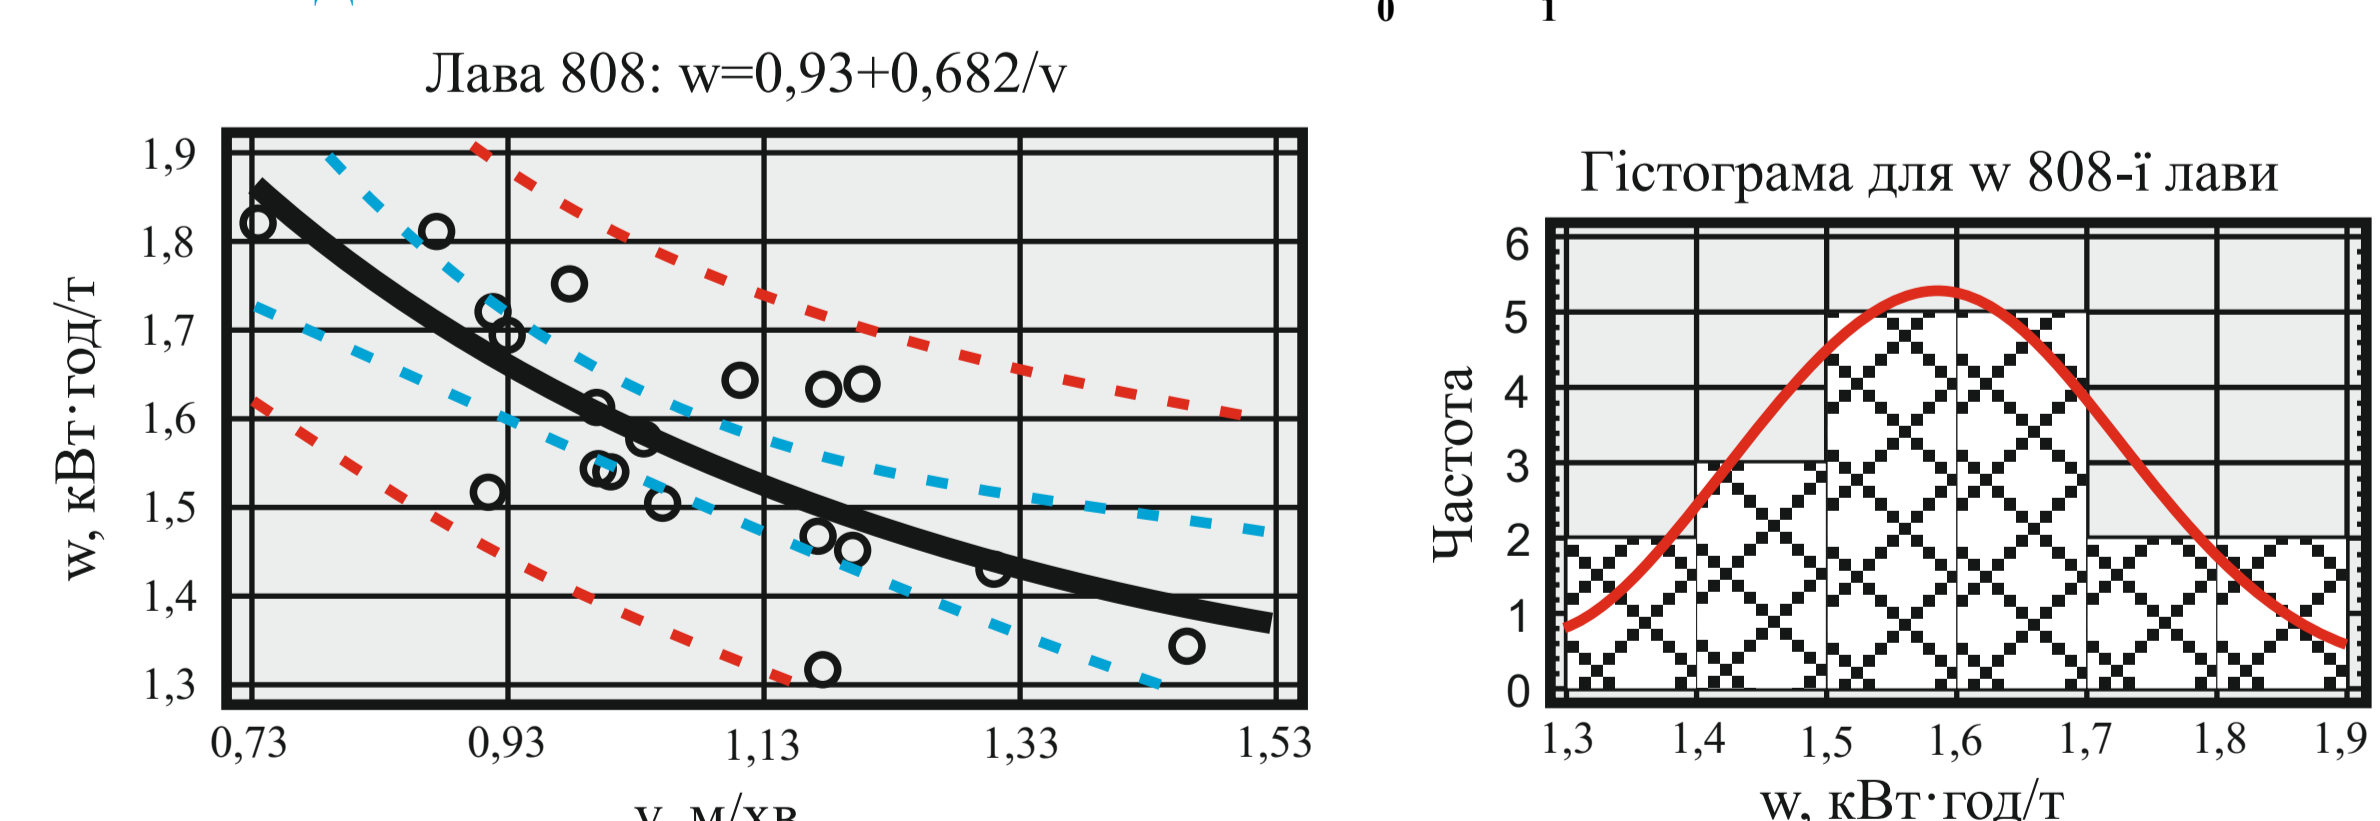 0 1
Лава 808: w=0,93+0,682/v
w, кВт·год/т
1,9
1,8
1,7
1,6
1,5
1,4
1,3
0,73 0,93 1,13 1,33 1,53
v, м/хв
Гістограма для w 808-ї лави
Частота
6
5
4
3
2
1
0
1,3 1,4 1,5 1,6 1,7 1,8 1,9
w, кВт·год/т